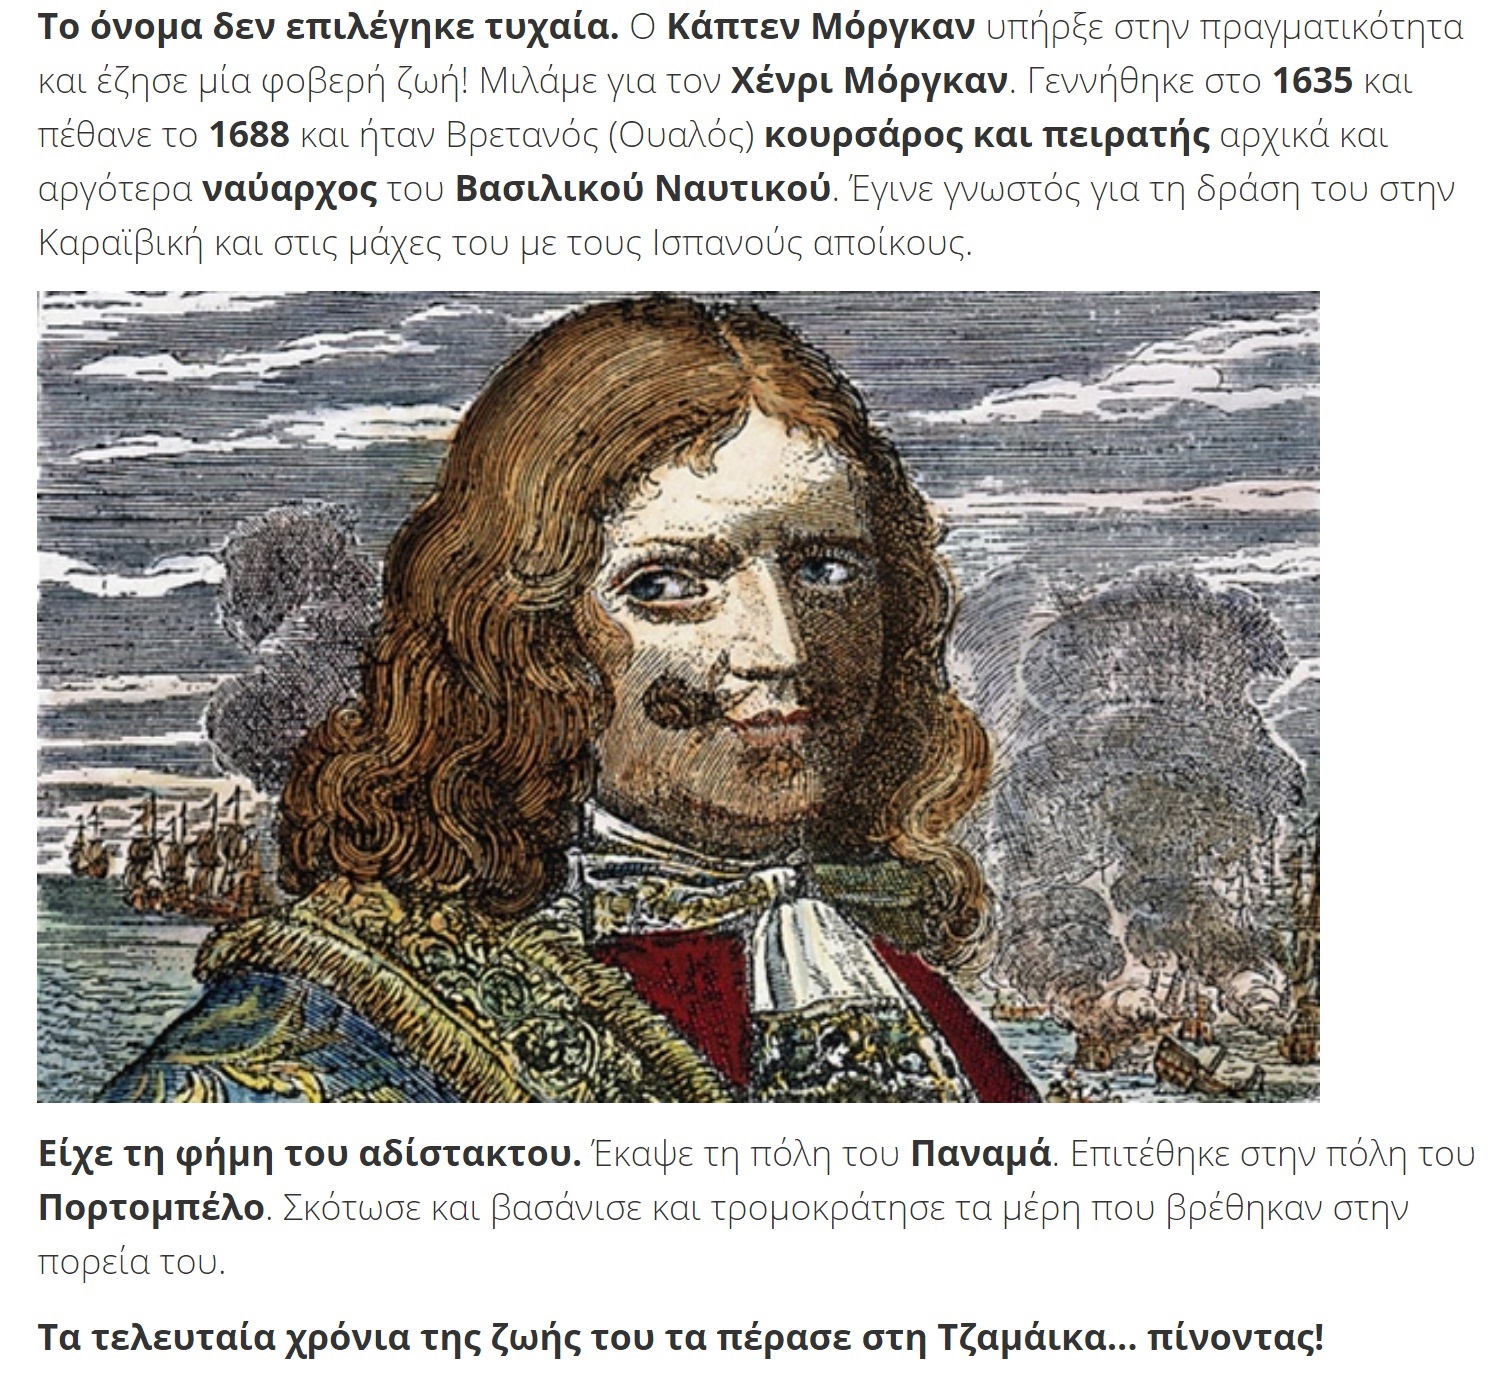 Το όνομα δεν επιλέγηκε τυχαία. Ο Κάπτεν Μόργκαν υπήρξε στην πραγματικότητα
και έζησε μία φοβερή ζωή! Μιλάμε για τον Χένρι Μόργκαν. Γεννήθηκε στο 1635 και
πέθανε το 1688 και ήταν Βρετανός (Ουαλός) κουρσάρος και πειρατής αρχικά και
αργότερα ναύαρχος του Βασιλικού Ναυτικού. Έγινε γνωστός για τη δράση του στην
Καραϊβική και στις μάχες του με τους Ισπανούς αποίκους.
Είχε τη φήμη του αδίστακτου. Έκαψε τη πόλη του Παναμά. Επιτέθηκε στην πόλη του
Πορτομπέλο. Σκότωσε και βασάνισε και τρομοκράτησε τα μέρη που βρέθηκαν στην
πορεία του.
Τα τελευταία χρόνια της ζωής του τα πέρασε στη Τζαμάικα... πίνοντας!